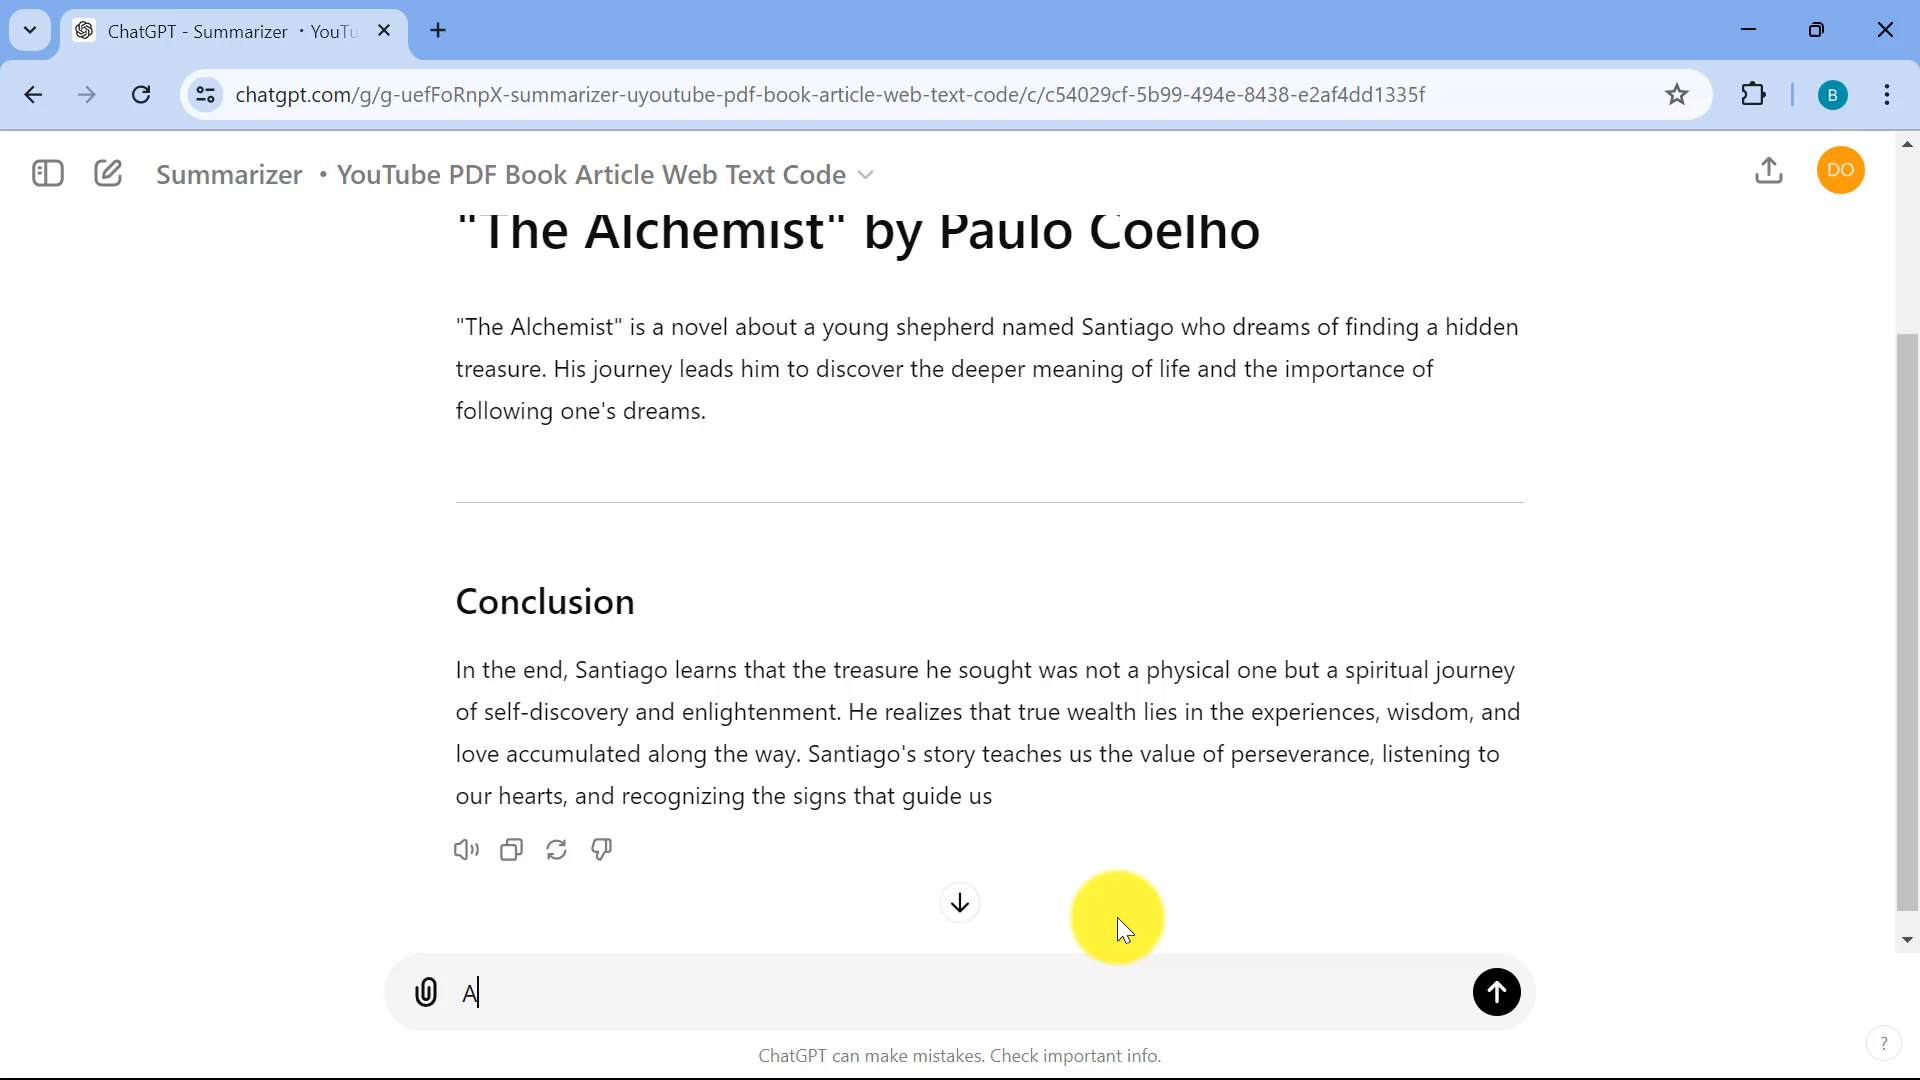 ChatGPT - Summarizer • YouTu
chatgpt.com/g/g-uefFoRnpX-summarizer-uyoutube-pdf-book-article-web-text-code/c/c54029cf-5b99-494e-8438-e2af4dd1335f
B
Summarizer • YouTube PDF Book Article Web Text Code
DO
"The Alchemist" by Paulo Coelho
"The Alchemist" is a novel about a young shepherd named Santiago who dreams of finding a hidden
treasure. His journey leads him to discover the deeper meaning of life and the importance of
following one's dreams.
Conclusion
In the end, Santiago learns that the treasure he sought was not a physical one but a spiritual journey
of self-discovery and enlightenment. He realizes that true wealth lies in the experiences, wisdom, and
love accumulated along the way. Santiago's story teaches us the value of perseverance, listening to
our hearts, and recognizing the signs that guide us
A
ChatGPT can make mistakes. Check important info.
?